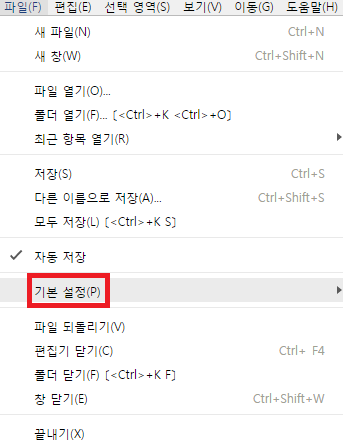 파일(F) 편집(E) 선택 영역(S) 보기(V) 이동(G) 도움말(H)
새 파일(N) Ctrl+N
새 창(W) Ctrl+Shift+N
파일 열기(O)...
폴더 열기(F)... [<Ctrl>+K <Ctrl>+O]
최근 항목 열기(R)
저장(S) Ctrl+S
다른 이름으로 저장(A)... Ctrl+Shift+S
모두 저장(L) [<Ctrl>+K S]
자동 저장
기본 설정(P)
파일 되돌리기(V)
편집기 닫기(C) Ctrl+ F4
폴더 닫기(F) [<Ctrl>+K F]
창 닫기(E) Ctrl+Shift+W
끝내기(X)